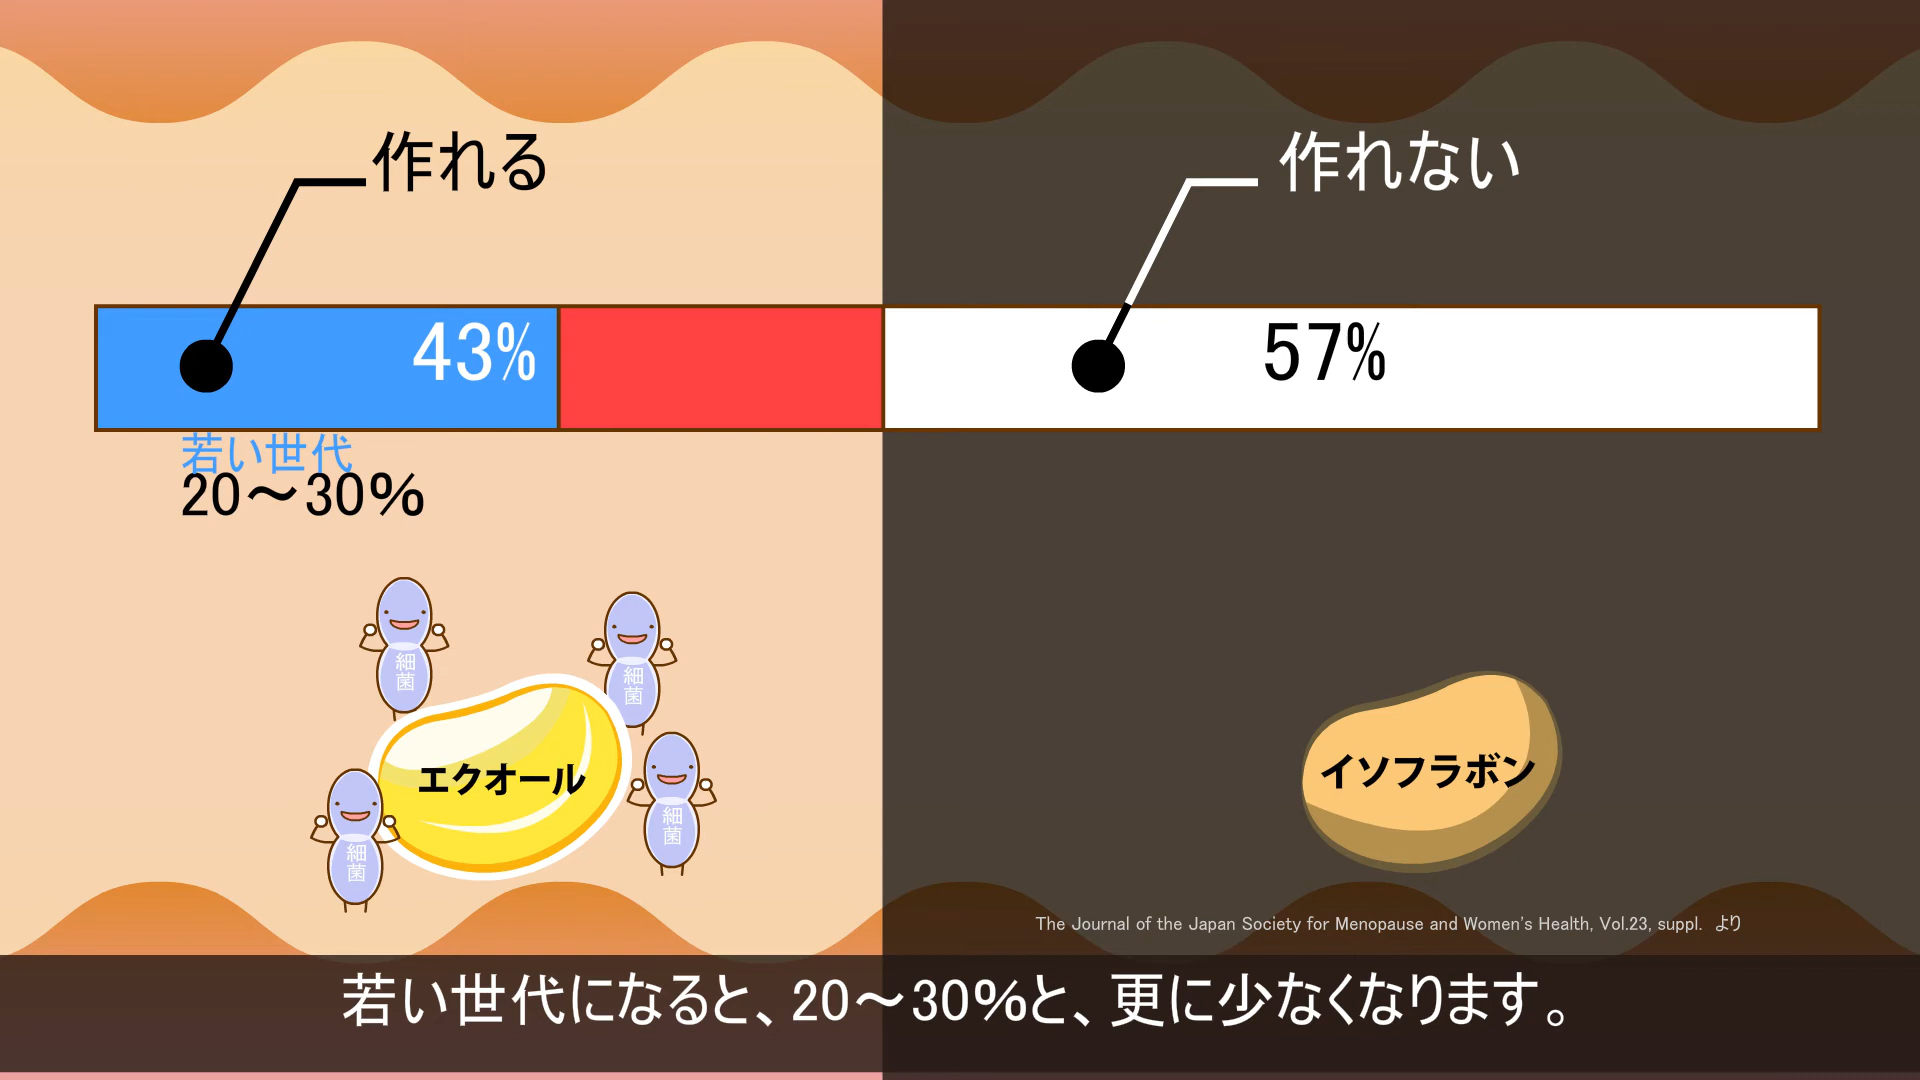 作れる
作れない
43%
57%
若い世代
20～30%
細菌
細菌
細菌
細菌
エクオール
イソフラボン
The Journal of the Japan Society for Menopause and Women's Health, Vol.23, suppl. より
若い世代になると、20～30%と、更に少なくなります。